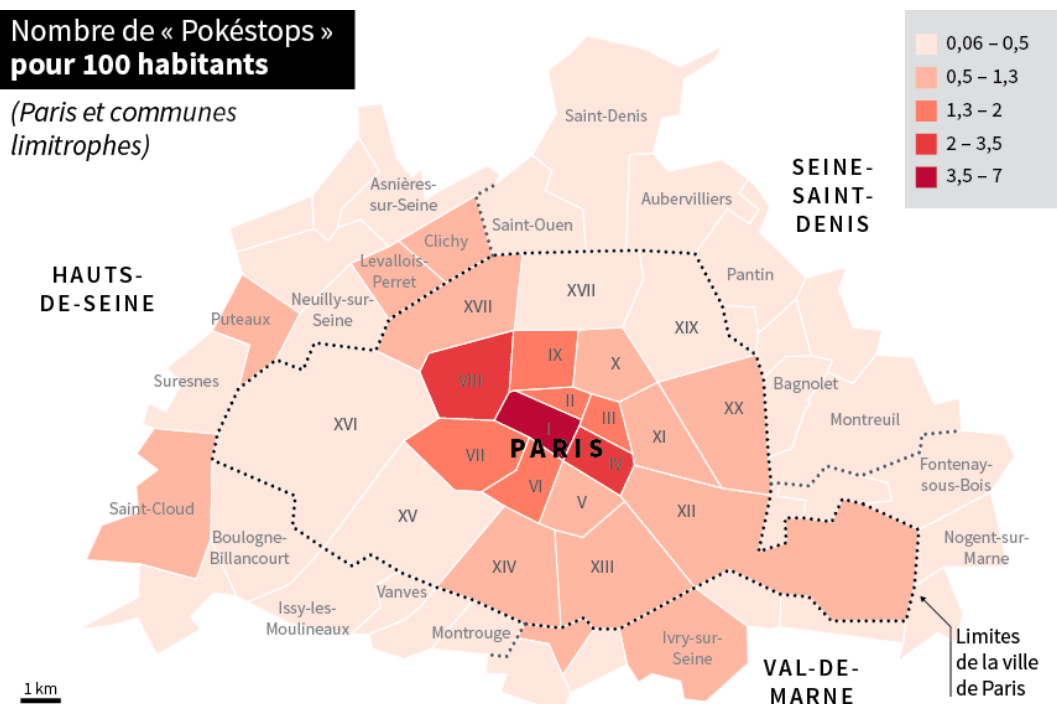 Nombre de « Pokéstops »
pour 100 habitants
(Paris et communes
limitrophes)
0,06 – 0,5
0,5 – 1,3
1,3 – 2
2 – 3,5
3,5 – 7
Saint-Denis
SEINE-
SAINT-
DENIS
Asnières-
sur-Seine
Aubervilliers
Saint-Ouen
Clichy
HAUTS-
DE-SEINE
Levallois-
Perret
Pantin
Neuilly-sur-
Seine
XVII
XVII
Puteaux
XIX
IX
X
Suresnes
VIII
Bagnolet
II
III
XX
Montreuil
XVI
I
XI
PARIS
VII
IV
Fontenay-
sous-Bois
VI
V
Saint-Cloud
XV
XII
Boulogne-
Billancourt
Nogent-sur-
Marne
XIV
XIII
Vanves
Issy-les-
Moulineaux
Montrouge
Ivry-sur-
Seine
Limites
de la ville
de Paris
VAL-DE-
MARNE
1 km